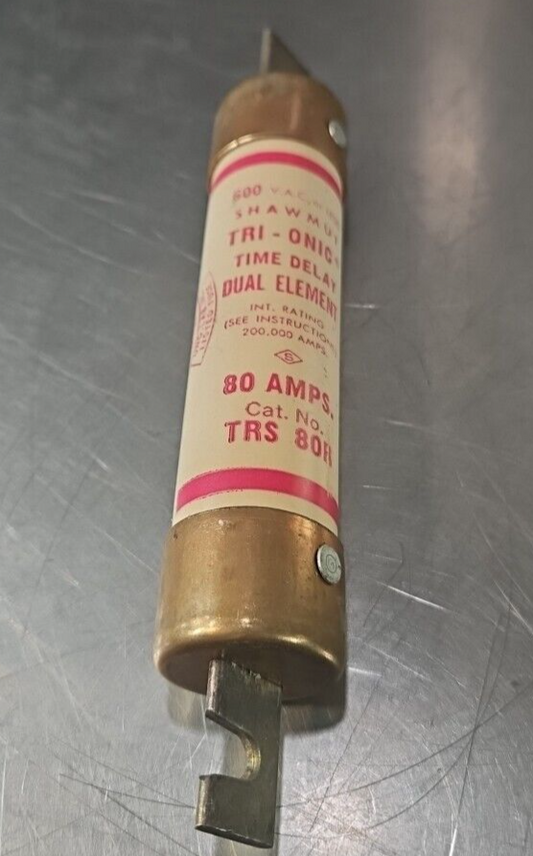 600 V.A.C.
SHAWMUT
TRI-ONIC
TIME DELAY
DUAL ELEMENT
INT. RATING
(SEE INSTRUCTION
200,000 AMPS.
S
80 AMPS.
Cat. No.
TRS 80R